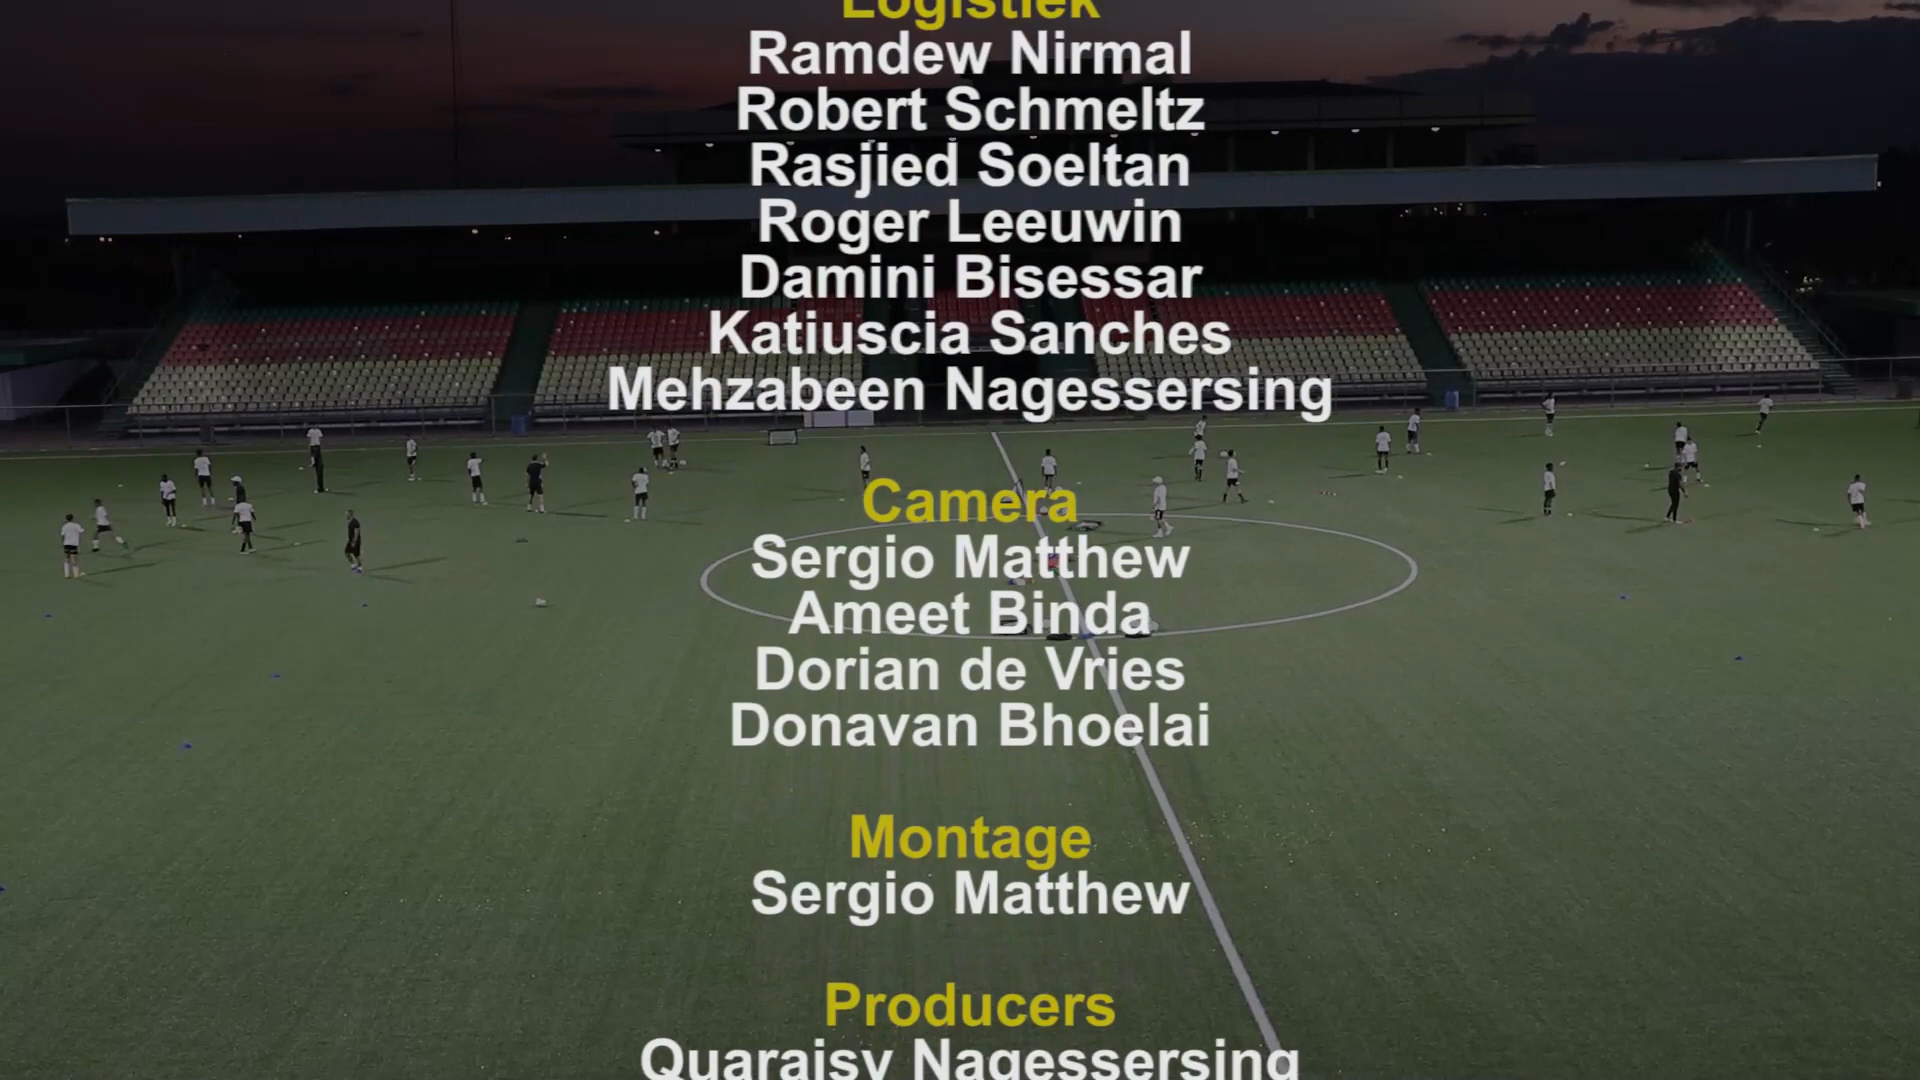 Logistiek
Ramdew Nirmal
Robert Schmeltz
Rasjied Soeltan
Roger Leeuwin
Damini Bisessar
Katiuscia Sanches
Mehzabeen Nagessersing
Camera
Sergio Matthew
Ameet Binda
Dorian de Vries
Donavan Bhoelai
Montage
Sergio Matthew
Producers
Quaraisy Nagessersing